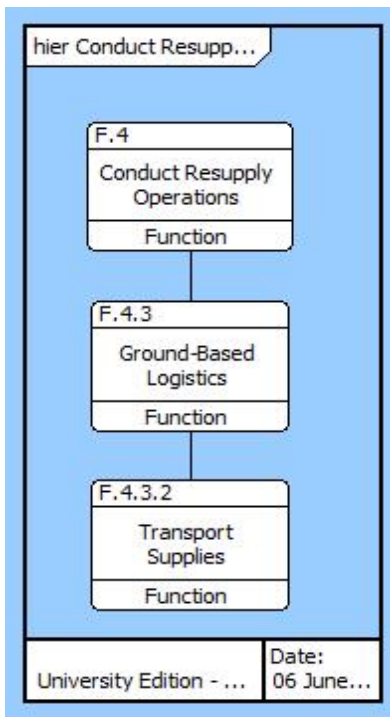 hier Conduct Resupp...
F.4
Conduct Resupply
Operations
Function
F.4.3
Ground-Based
Logistics
Function
F.4.3.2
Transport
Supplies
Function
University Edition - ...
Date:
06 June...